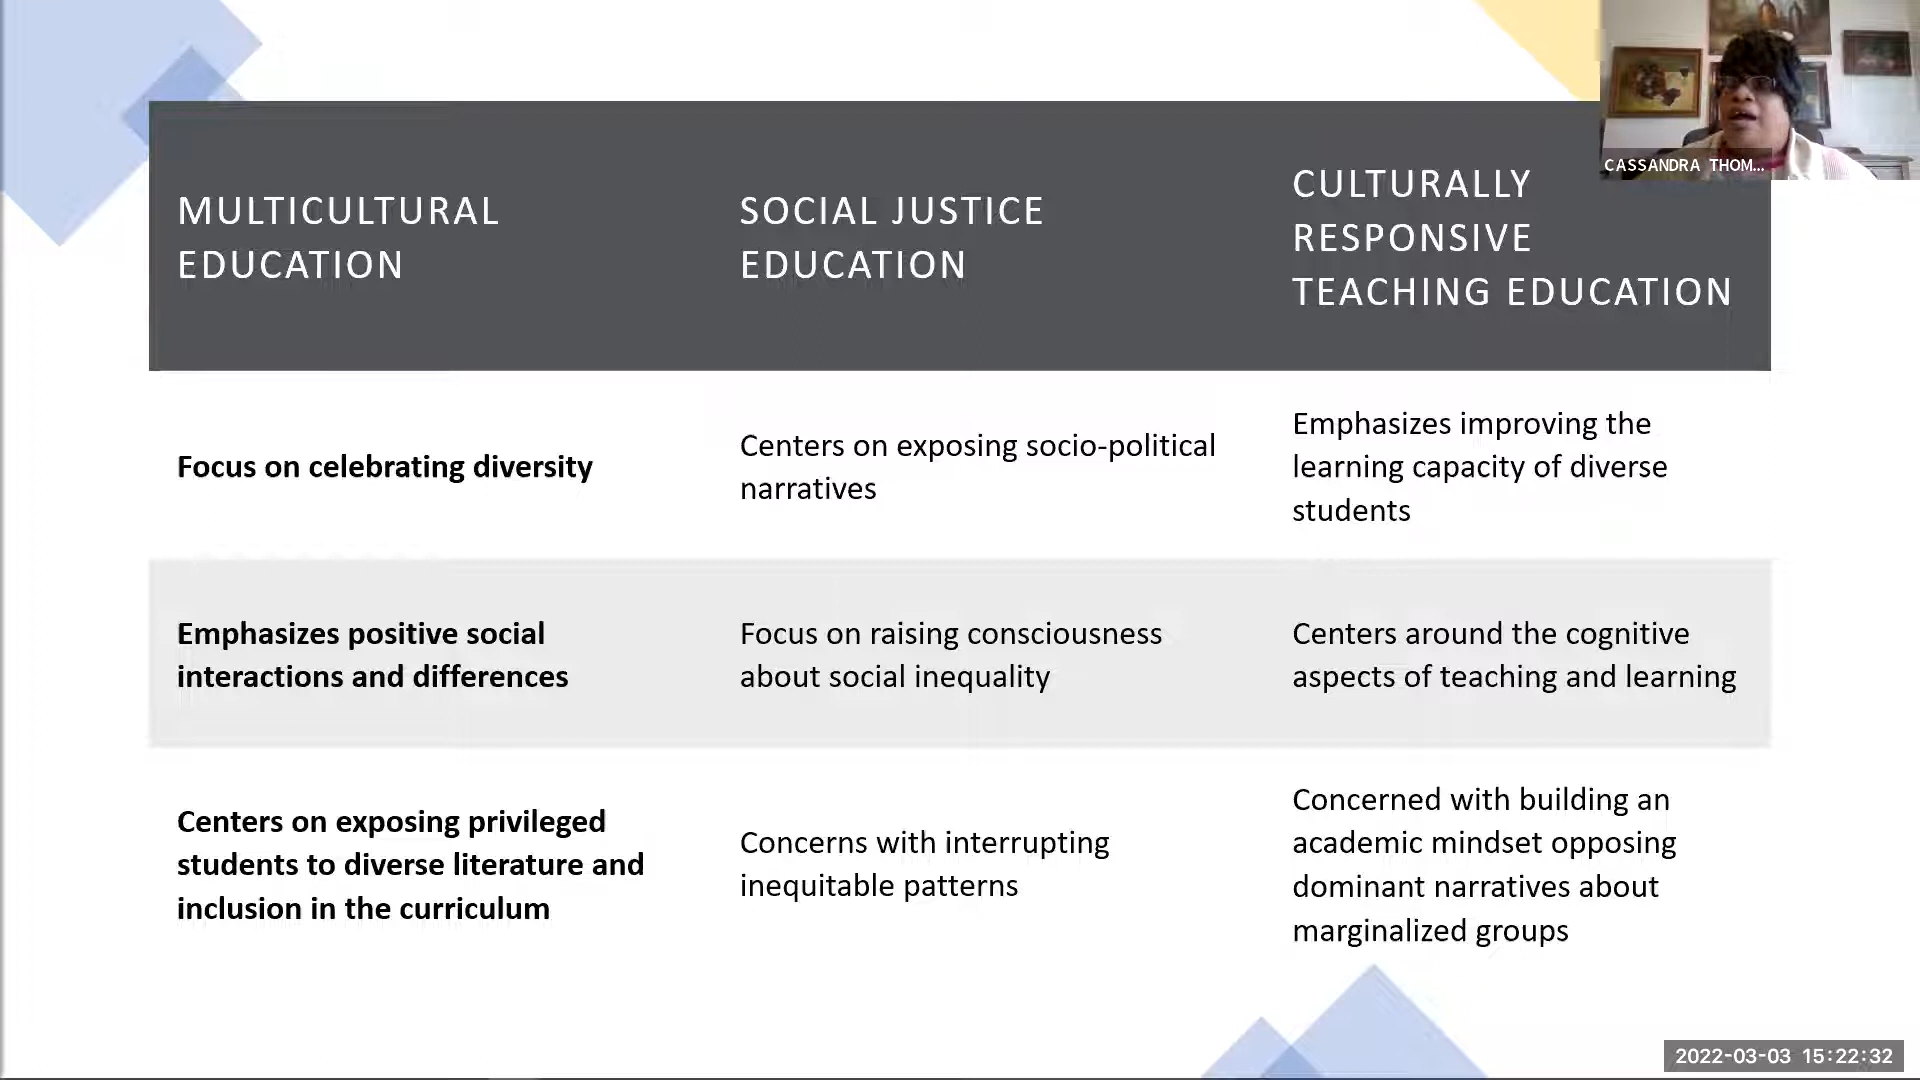 MULTICULTURAL
EDUCATION
SOCIAL JUSTICE
EDUCATION
CULTURALLY
RESPONSIVE
TEACHING EDUCATION
CASSANDRA THOM...
Focus on celebrating diversity
Centers on exposing socio-political
narratives
Emphasizes improving the
learning capacity of diverse
students
Emphasizes positive social
interactions and differences
Focus on raising consciousness
about social inequality
Centers around the cognitive
aspects of teaching and learning
Centers on exposing privileged
students to diverse literature and
inclusion in the curriculum
Concerns with interrupting
inequitable patterns
Concerned with building an
academic mindset opposing
dominant narratives about
marginalized groups
2022-03-03 15:22:32